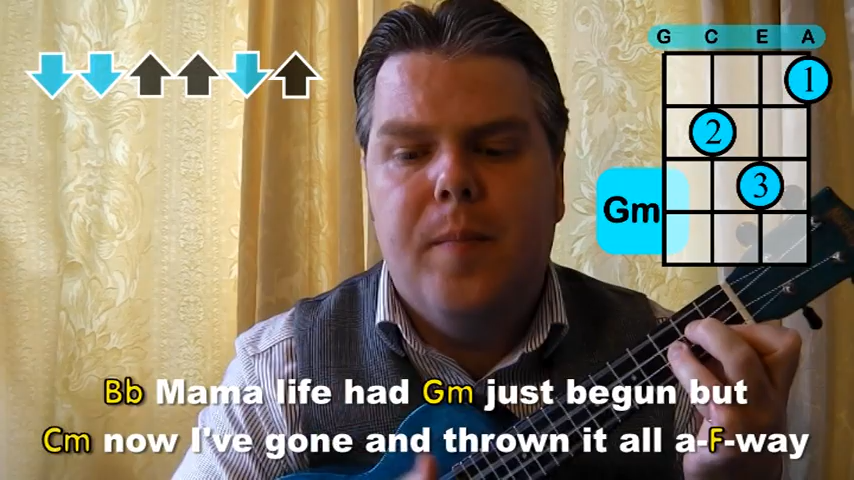 G C E A
1
2
3
Gm
Bb Mama life had Gm just begun but
Cm now I've gone and thrown it all a-F-way